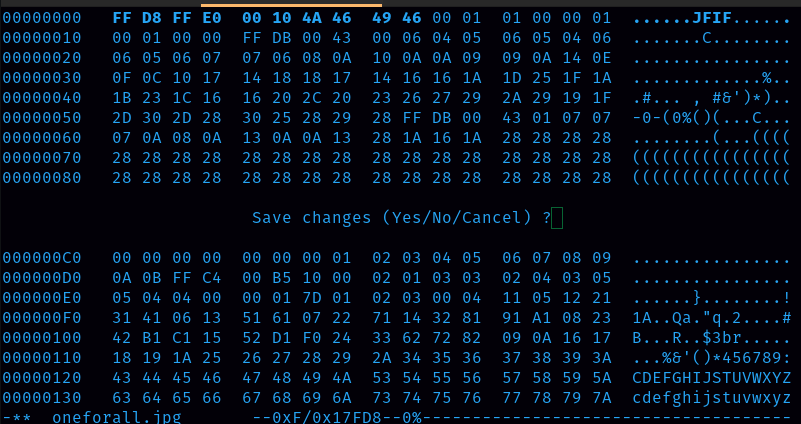 00000000   FF D8 FF E0  00 10 4A 46  49 46 00 01  01 00 00 01  ......JFIF......
00000010   00 01 00 00  FF DB 00 43  00 06 04 05  06 05 04 06  .......C........
00000020   06 05 06 07  07 06 08 0A  10 0A 0A 09  09 0A 14 0E  ................
00000030   0F 0C 10 17  14 18 18 17  14 16 16 1A  1D 25 1F 1A  .............%..
00000040   1B 23 1C 16  16 20 2C 20  23 26 27 29  2A 29 19 1F  .#... , #&')*)..
00000050   2D 30 2D 28  30 25 28 29  28 FF DB 00  43 01 07 07  -0-(0%()(...C...
00000060   07 0A 08 0A  13 0A 0A 13  28 1A 16 1A  28 28 28 28  ........(...((((
00000070   28 28 28 28  28 28 28 28  28 28 28 28  28 28 28 28  ((((((((((((((((
00000080   28 28 28 28  28 28 28 28  28 28 28 28  28 28 28 28  ((((((((((((((((
Save changes (Yes/No/Cancel) ?
000000C0   00 00 00 00  00 00 00 01  02 03 04 05  06 07 08 09  ................
000000D0   0A 0B FF C4  00 B5 10 00  02 01 03 03  02 04 03 05  ................
000000E0   05 04 04 00  00 01 7D 01  02 03 00 04  11 05 12 21  ......}........!
000000F0   31 41 06 13  51 61 07 22  71 14 32 81  91 A1 08 23  1A..Qa."q.2....#
00000100   42 B1 C1 15  52 D1 F0 24  33 62 72 82  09 0A 16 17  B...R..$3br.....
00000110   18 19 1A 25  26 27 28 29  2A 34 35 36  37 38 39 3A  ...%&'()*456789:
00000120   43 44 45 46  47 48 49 4A  53 54 55 56  57 58 59 5A  CDEFGHIJSTUVWXYZ
00000130   63 64 65 66  67 68 69 6A  73 74 75 76  77 78 79 7A  cdefghijstuvwxyz
-**  oneforall.jpg       --0xF/0x17FD8--0%-------------------------------------